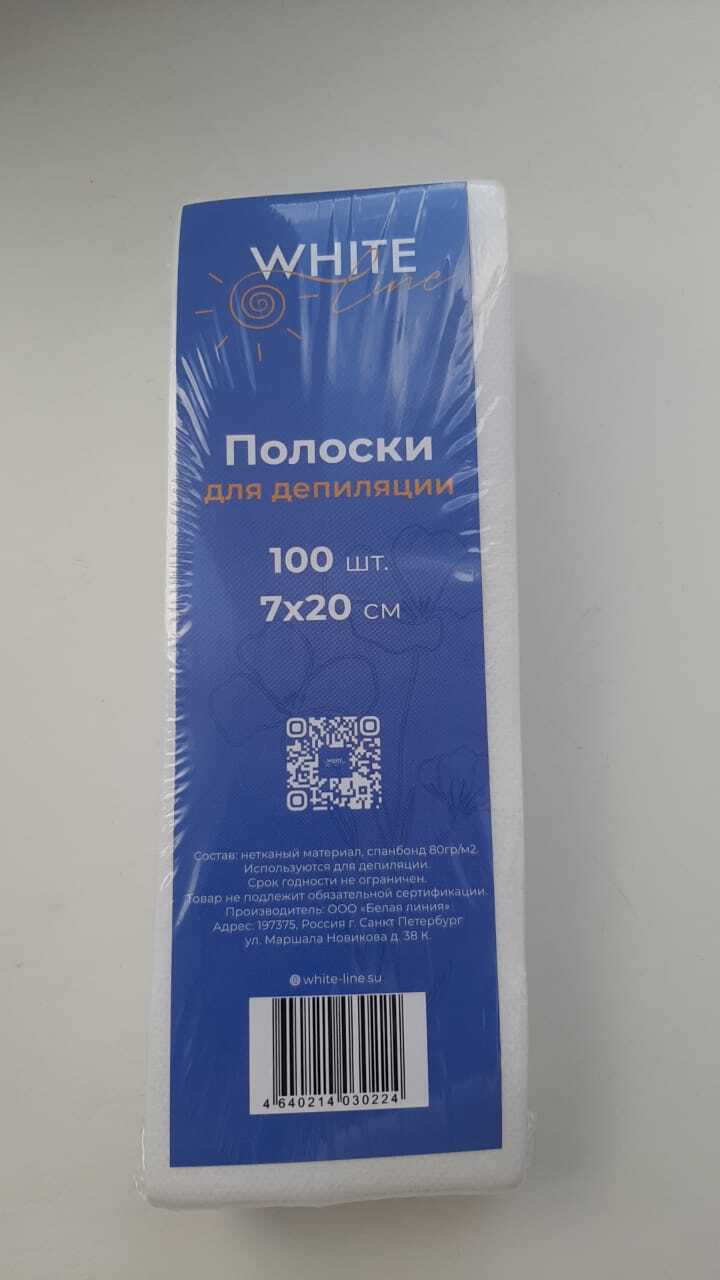 WHITE
Line
Полоски
для депиляции
100 шт.
7x20 см
Состав: нетканый материал, спанбонд 80гр/м2.
Используются для депиляции.
Срок годности не ограничен.
Товар не подлежит обязательной сертификации.
Производитель: ООО «Белая линия»
Адрес: 197375, Россия г. Санкт Петербург
ул. Маршала Новикова д. 38 К.
white-line.su
4 640214 030224